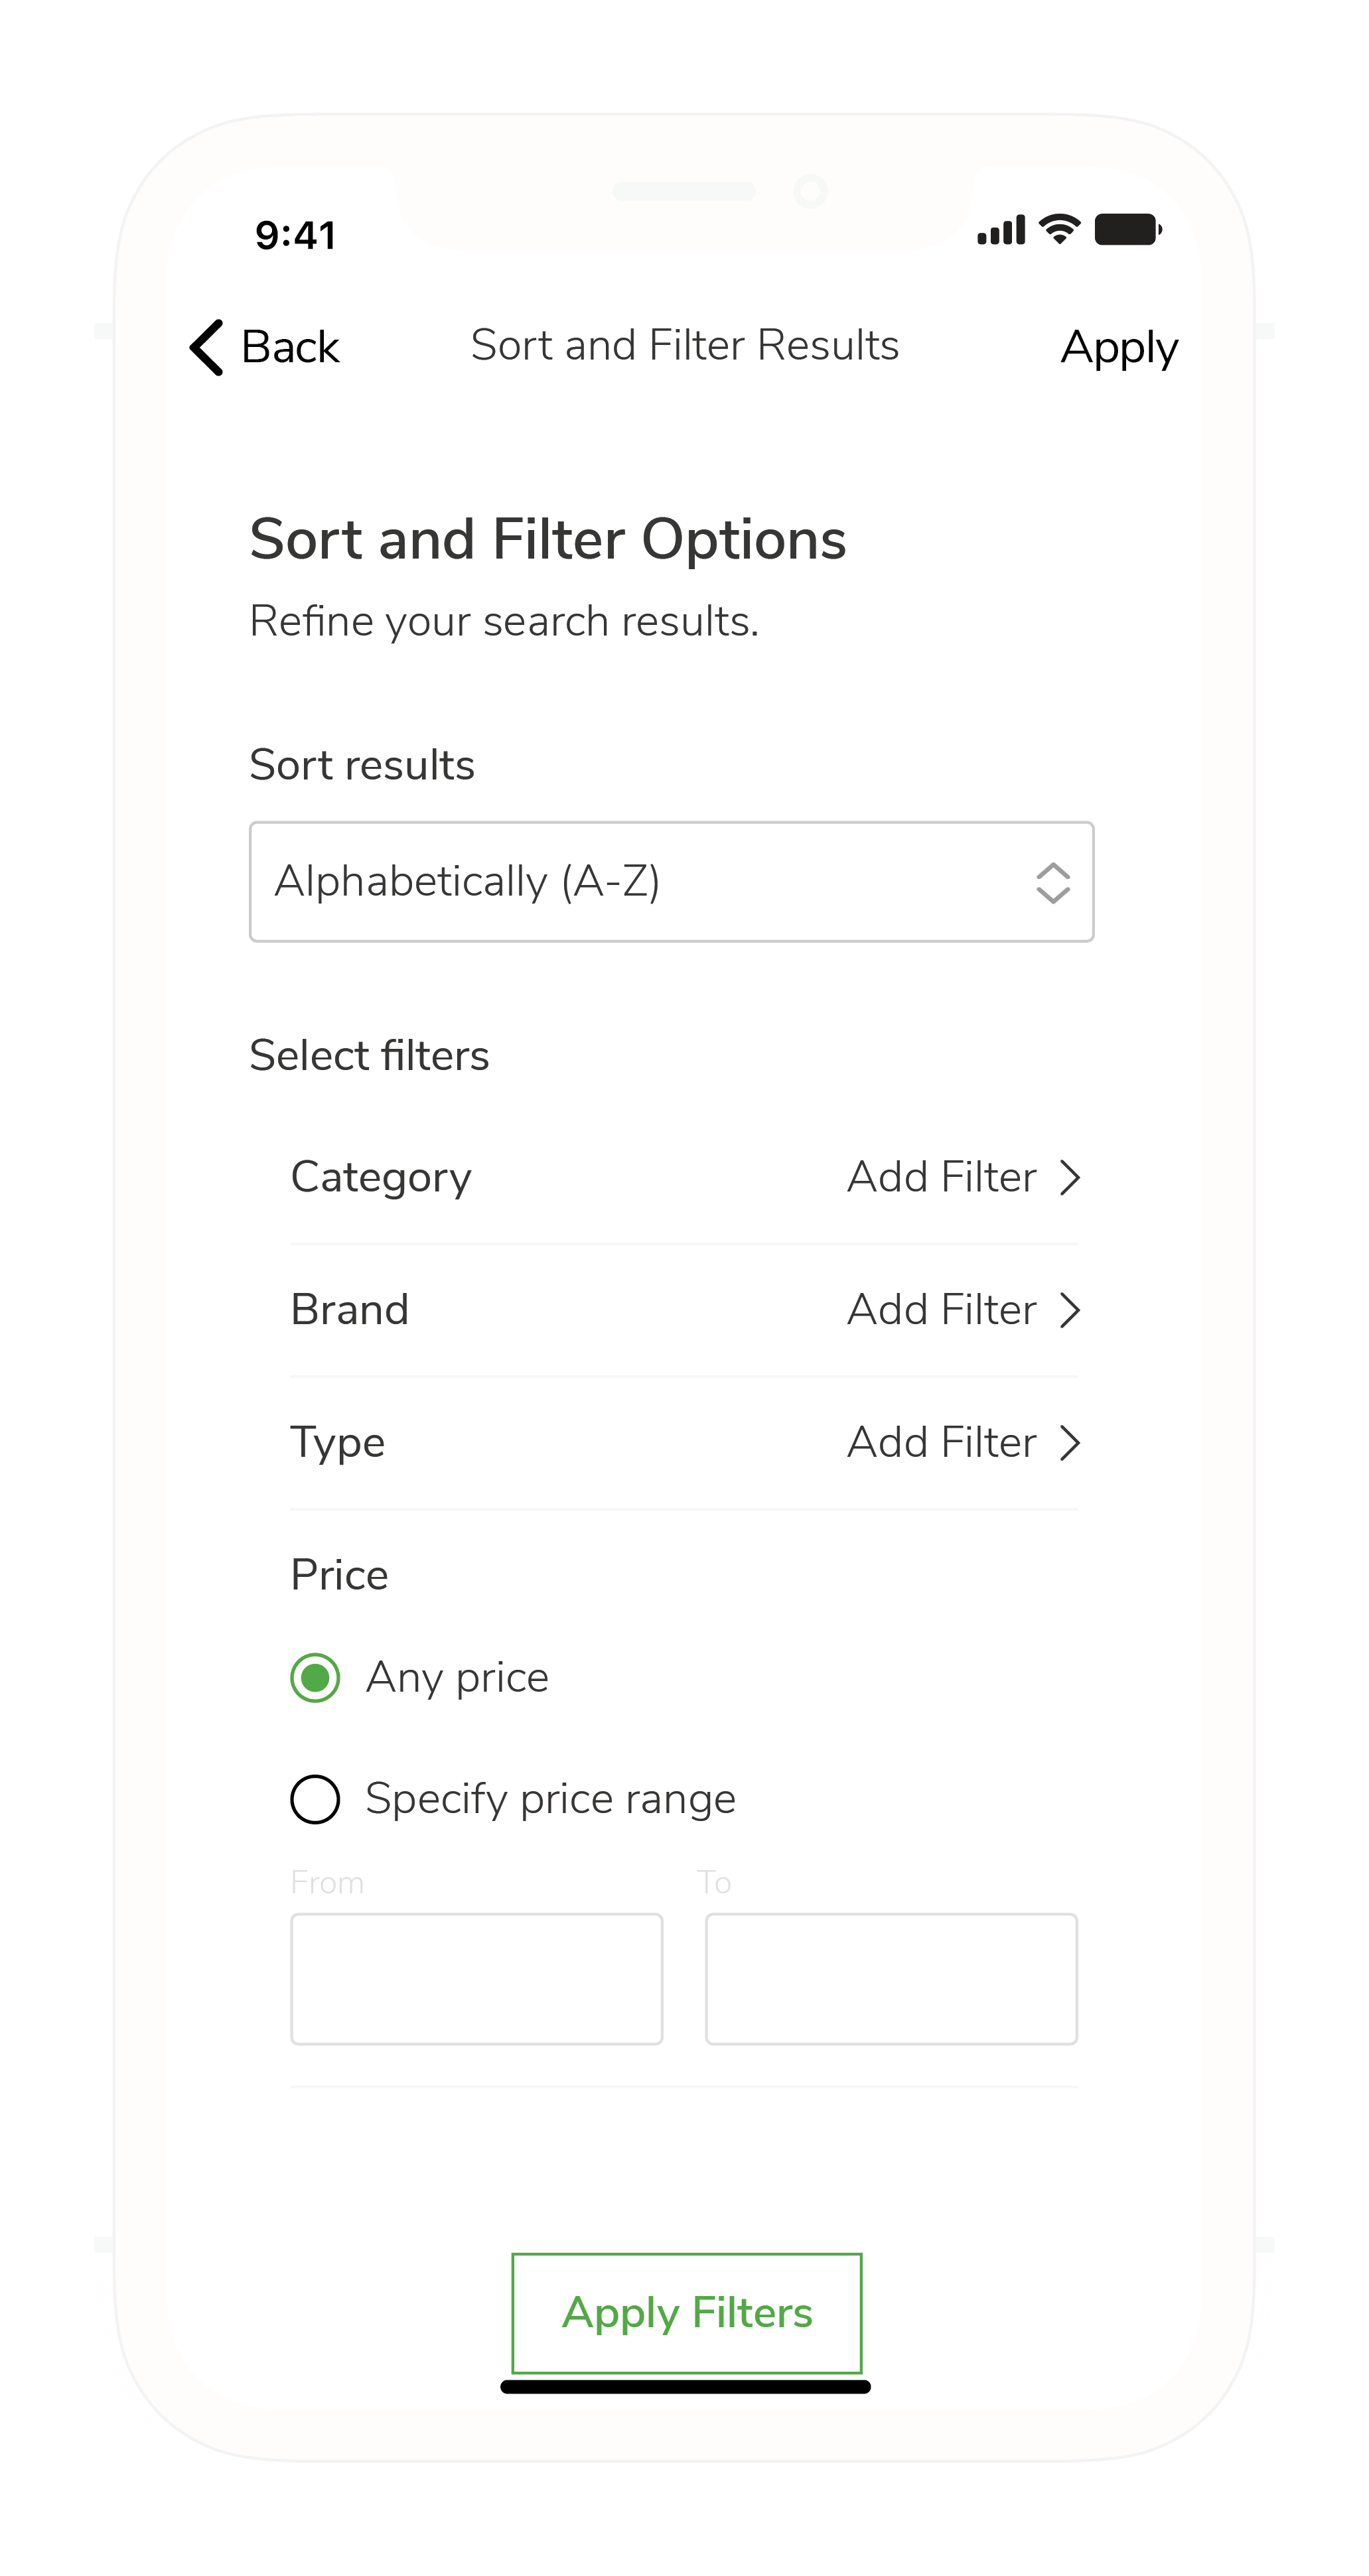 9:41
Back Sort and Filter Results Apply
Sort and Filter Options
Refine your search results.
Sort results
Alphabetically (A-Z)
Select filters
Category Add Filter
Brand Add Filter
Type Add Filter
Price
Any price
Specify price range
From To
Apply Filters